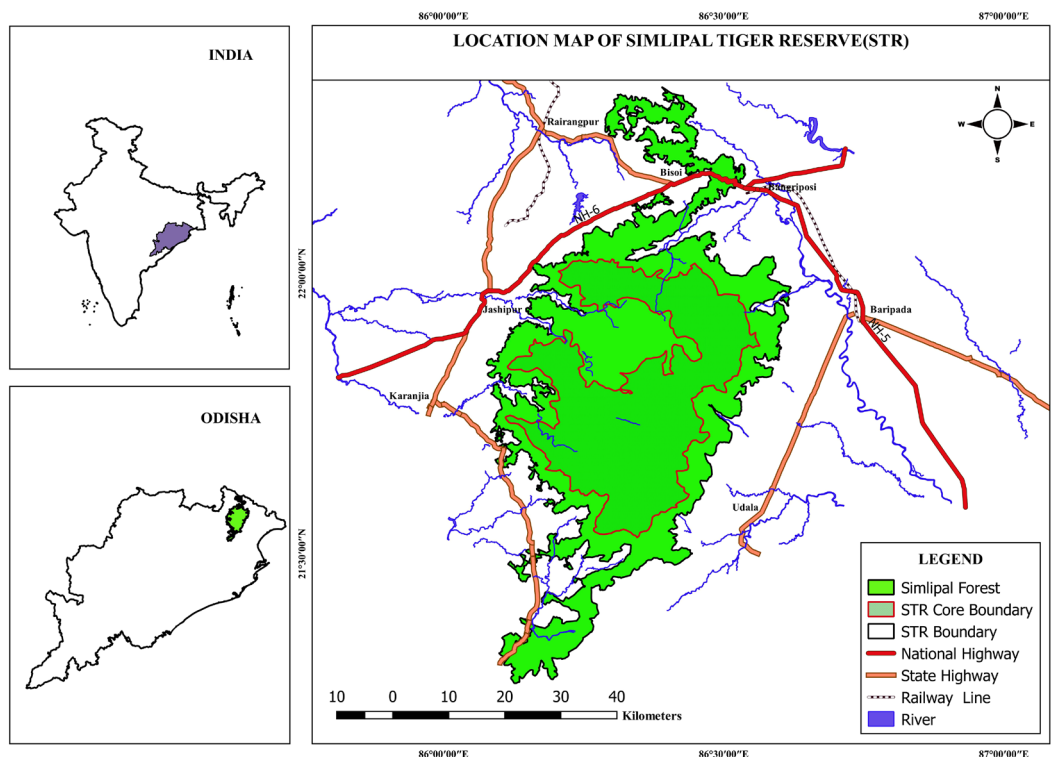 INDIA
ODISHA
86°00'00"E
86°30'00"E
87°00'00"E
LOCATION MAP OF SIMLIPAL TIGER RESERVE(STR)
N
W
E
S
Rairangpur
Bisoi
Bangriposi
NH-6
22°00'00"N
Jashipur
Baripada
NH-5
Karanjia
Udala
21°30'00"N
LEGEND
Simlipal Forest
STR Core Boundary
STR Boundary
National Highway
State Highway
Railway Line
River
10 0 10 20 30 40
Kilometers
86°00'00"E
86°30'00"E
87°00'00"E